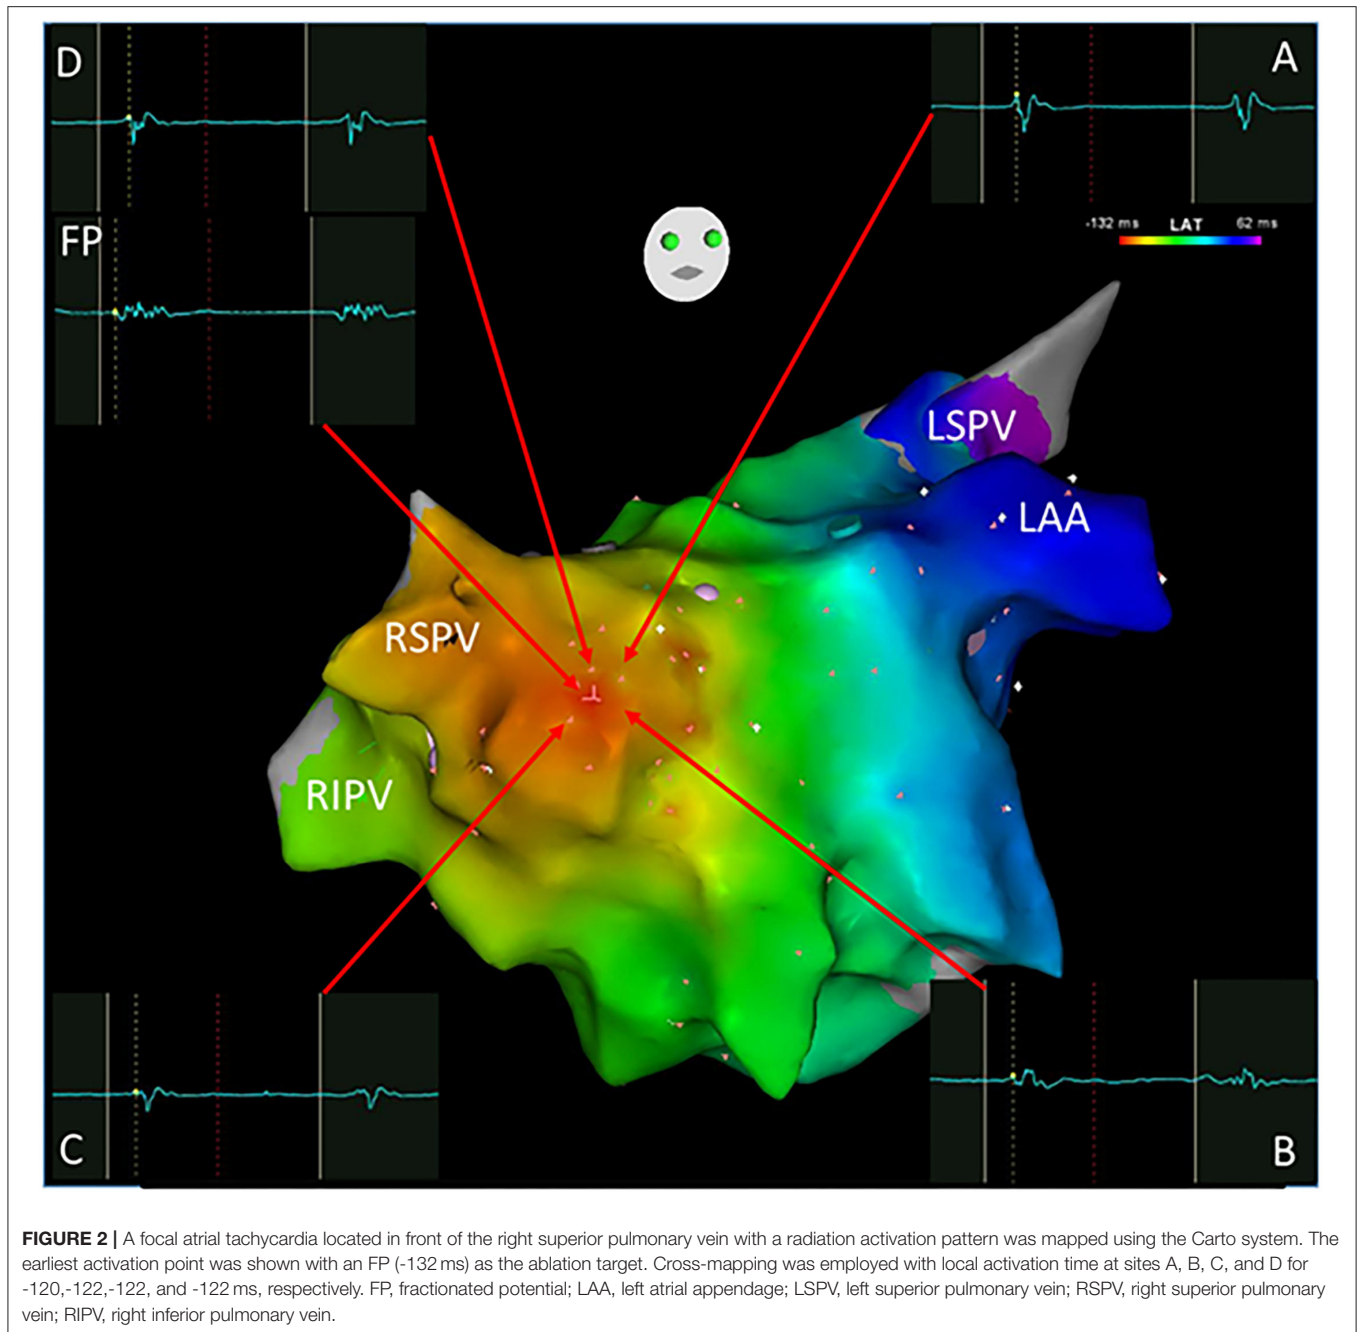 D
A
FP
-132 ms LAT 62 ms
LSPV
LAA
RSPV
RIPV
C
B
FIGURE 2 | A focal atrial tachycardia located in front of the right superior pulmonary vein with a radiation activation pattern was mapped using the Carto system. The
earliest activation point was shown with an FP (-132 ms) as the ablation target. Cross-mapping was employed with local activation time at sites A, B, C, and D for
-120,-122,-122, and -122 ms, respectively. FP, fractionated potential; LAA, left atrial appendage; LSPV, left superior pulmonary vein; RSPV, right superior pulmonary
vein; RIPV, right inferior pulmonary vein.